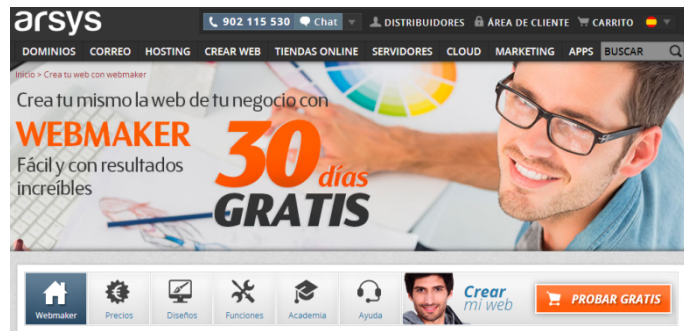 arsys
902 115 530 Chat DISTRIBUIDORES ÁREA DE CLIENTE CARRITO
DOMINIOS CORREO HOSTING CREAR WEB TIENDAS ONLINE SERVIDORES CLOUD MARKETING APPS BUSCAR
Inicio > Crea tu web con webmaker
Crea tu mismo la web de tu negocio con
WEBMAKER
Fácil y con resultados
increíbles
30 días
GRATIS
Webmaker Precios Diseños Funciones Academia Ayuda
Crear
mi web
PROBAR GRATIS